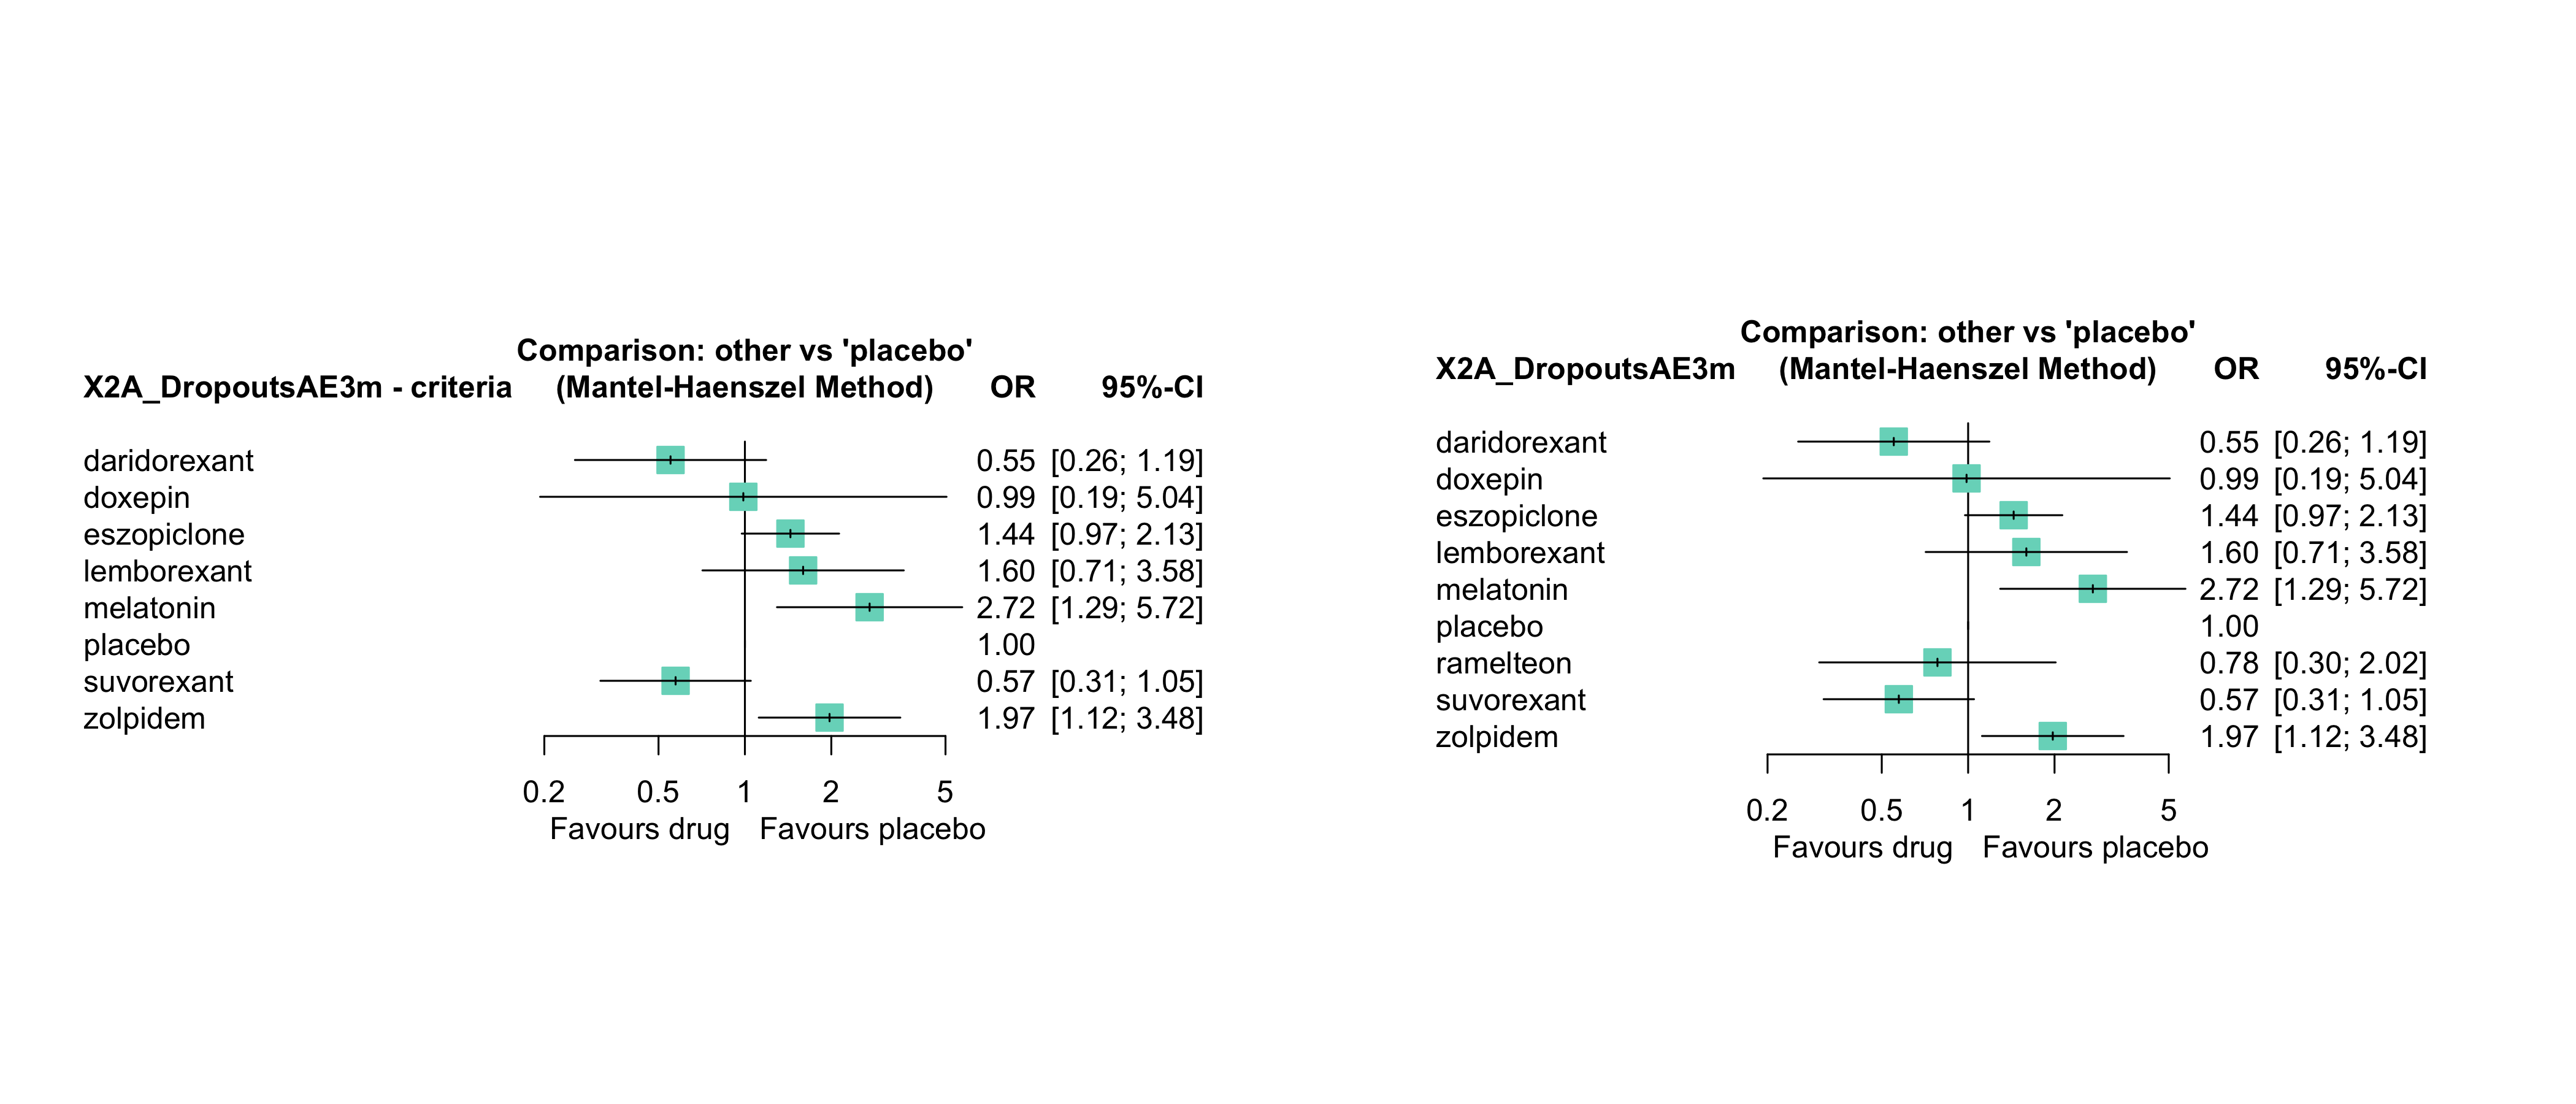 Comparison: other vs 'placebo'
X2A_DropoutsAE3m - criteria (Mantel-Haenszel Method) OR 95%-CI
daridorexant 0.55 [0.26; 1.19]
doxepin 0.99 [0.19; 5.04]
eszopiclone 1.44 [0.97; 2.13]
lemborexant 1.60 [0.71; 3.58]
melatonin 2.72 [1.29; 5.72]
placebo 1.00
suvorexant 0.57 [0.31; 1.05]
zolpidem 1.97 [1.12; 3.48]
0.2 0.5 1 2 5
Favours drug Favours placebo
Comparison: other vs 'placebo'
X2A_DropoutsAE3m (Mantel-Haenszel Method) OR 95%-CI
daridorexant 0.55 [0.26; 1.19]
doxepin 0.99 [0.19; 5.04]
eszopiclone 1.44 [0.97; 2.13]
lemborexant 1.60 [0.71; 3.58]
melatonin 2.72 [1.29; 5.72]
placebo 1.00
ramelteon 0.78 [0.30; 2.02]
suvorexant 0.57 [0.31; 1.05]
zolpidem 1.97 [1.12; 3.48]
0.2 0.5 1 2 5
Favours drug Favours placebo